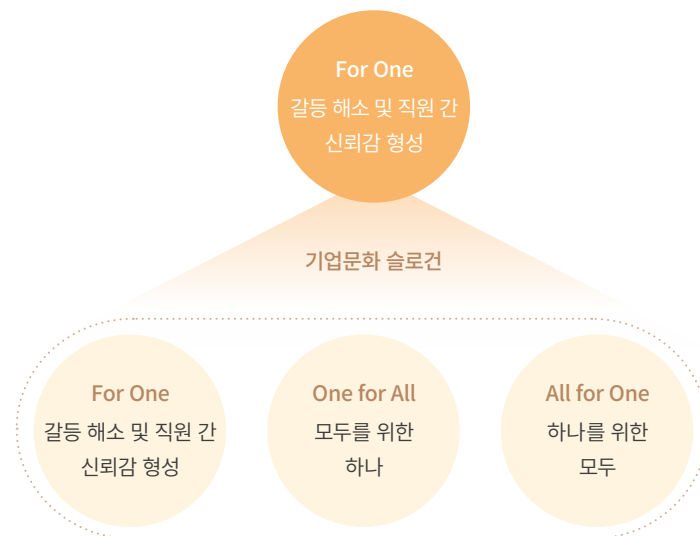 For One
갈등 해소 및 직원 간
신뢰감 형성
기업문화 슬로건
For One
갈등 해소 및 직원 간
신뢰감 형성
One for All
모두를 위한
하나
All for One
하나를 위한
모두